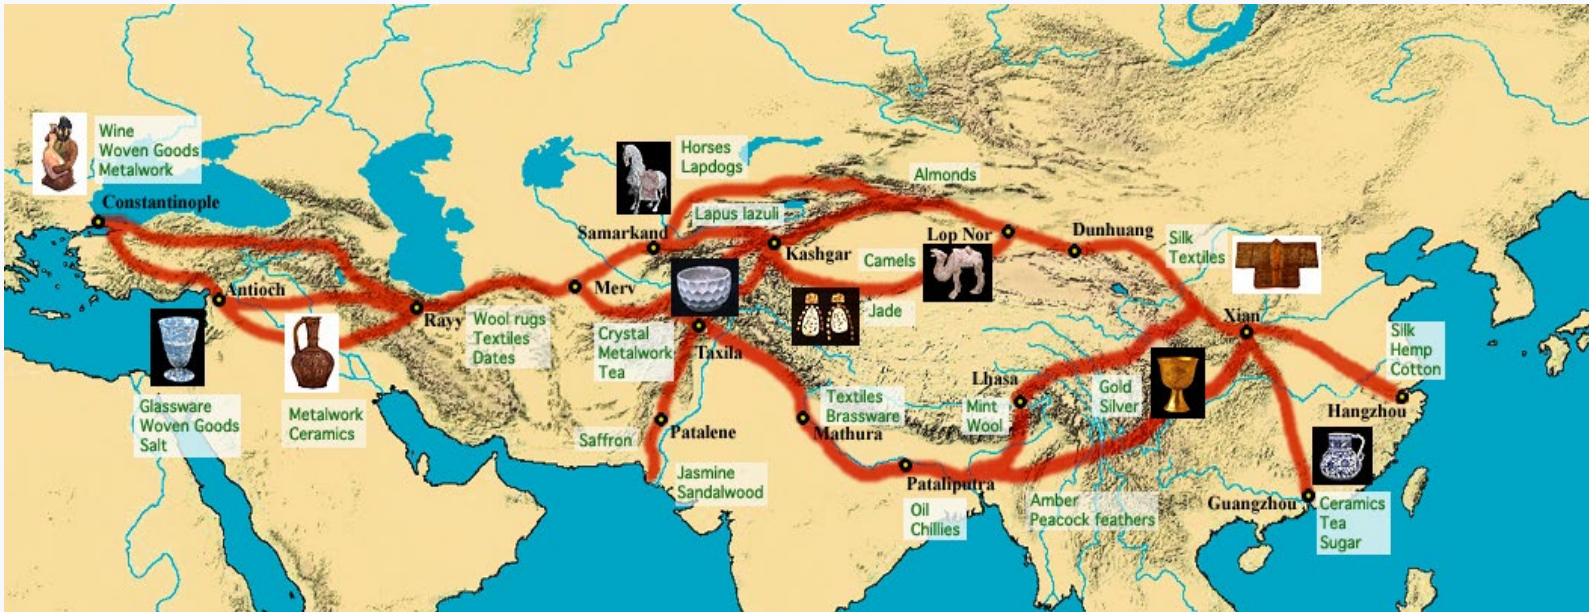 Wine
Woven Goods
Metalwork
Constantinople
Antioch
Glassware
Woven Goods
Salt
Metalwork
Ceramics
Rayy
Wool rugs
Textiles
Dates
Merv
Samarkand
Horses
Lapdogs
Lapus lazuli
Kashgar
Crystal
Metalwork
Tea
Taxila
Saffron
Patalene
Jasmine
Sandalwood
Textiles
Brassware
Mathura
Pataliputra
Oil
Chillies
Almonds
Camels
Jade
Lop Nor
Dunhuang
Silk
Textiles
Lhasa
Mint
Wool
Gold
Silver
Amber
Peacock feathers
Xian
Silk
Hemp
Cotton
Hangzhou
Guangzhou
Ceramics
Tea
Sugar